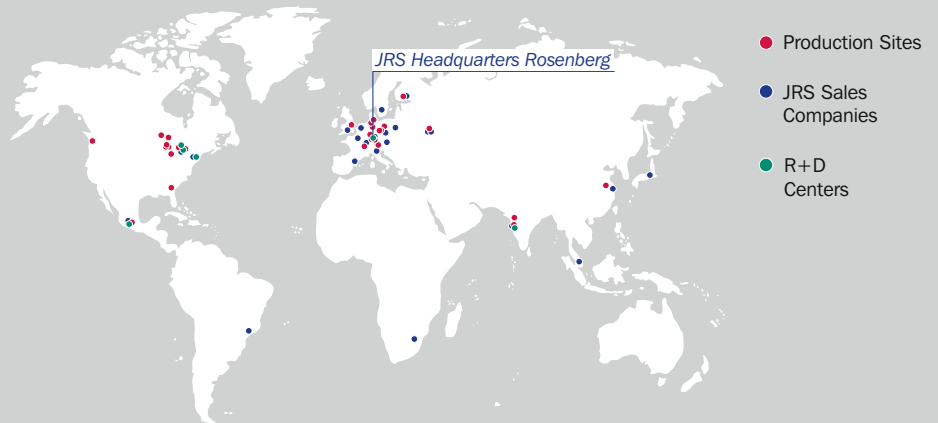 JRS Headquarters Rosenberg
Production Sites
JRS Sales
Companies
R+D
Centers